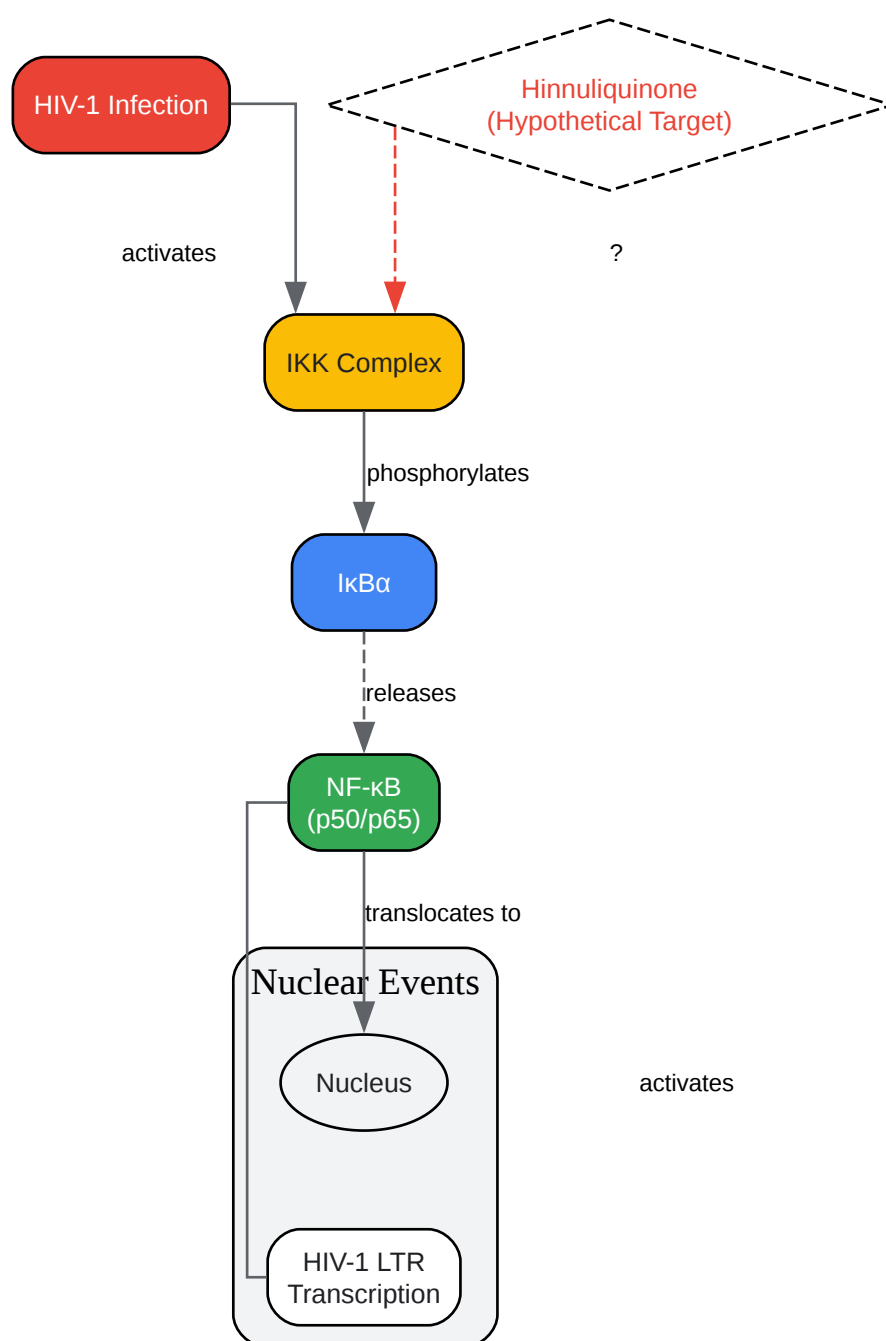 HIV-1 Infection
Hinnuliquinone
(Hypothetical Target)
activates
?
IKK Complex
phosphorylates
IκBα
releases
NF-κB
(p50/p65)
translocates to
Nuclear Events
Nucleus
activates
HIV-1 LTR
Transcription